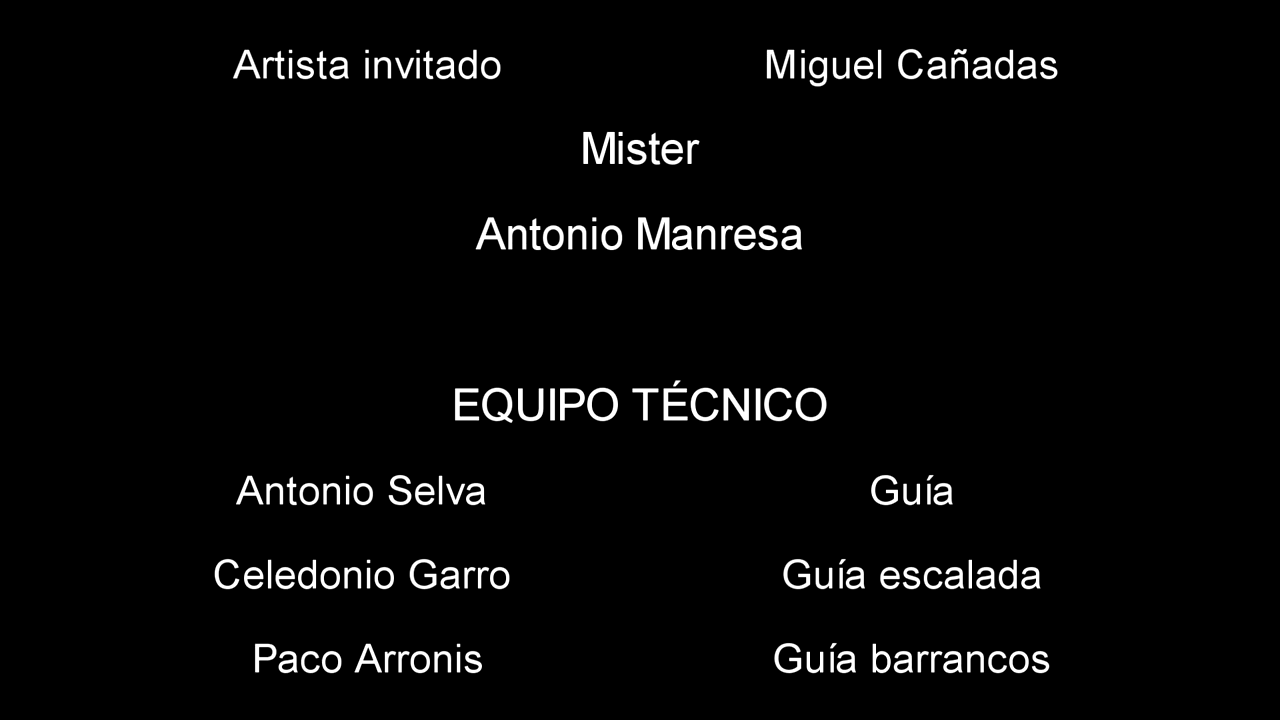 Artista invitado Miguel Cañadas
Mister
Antonio Manresa
EQUIPO TÉCNICO
Antonio Selva Guía
Celedonio Garro Guía escalada
Paco Arronis Guía barrancos